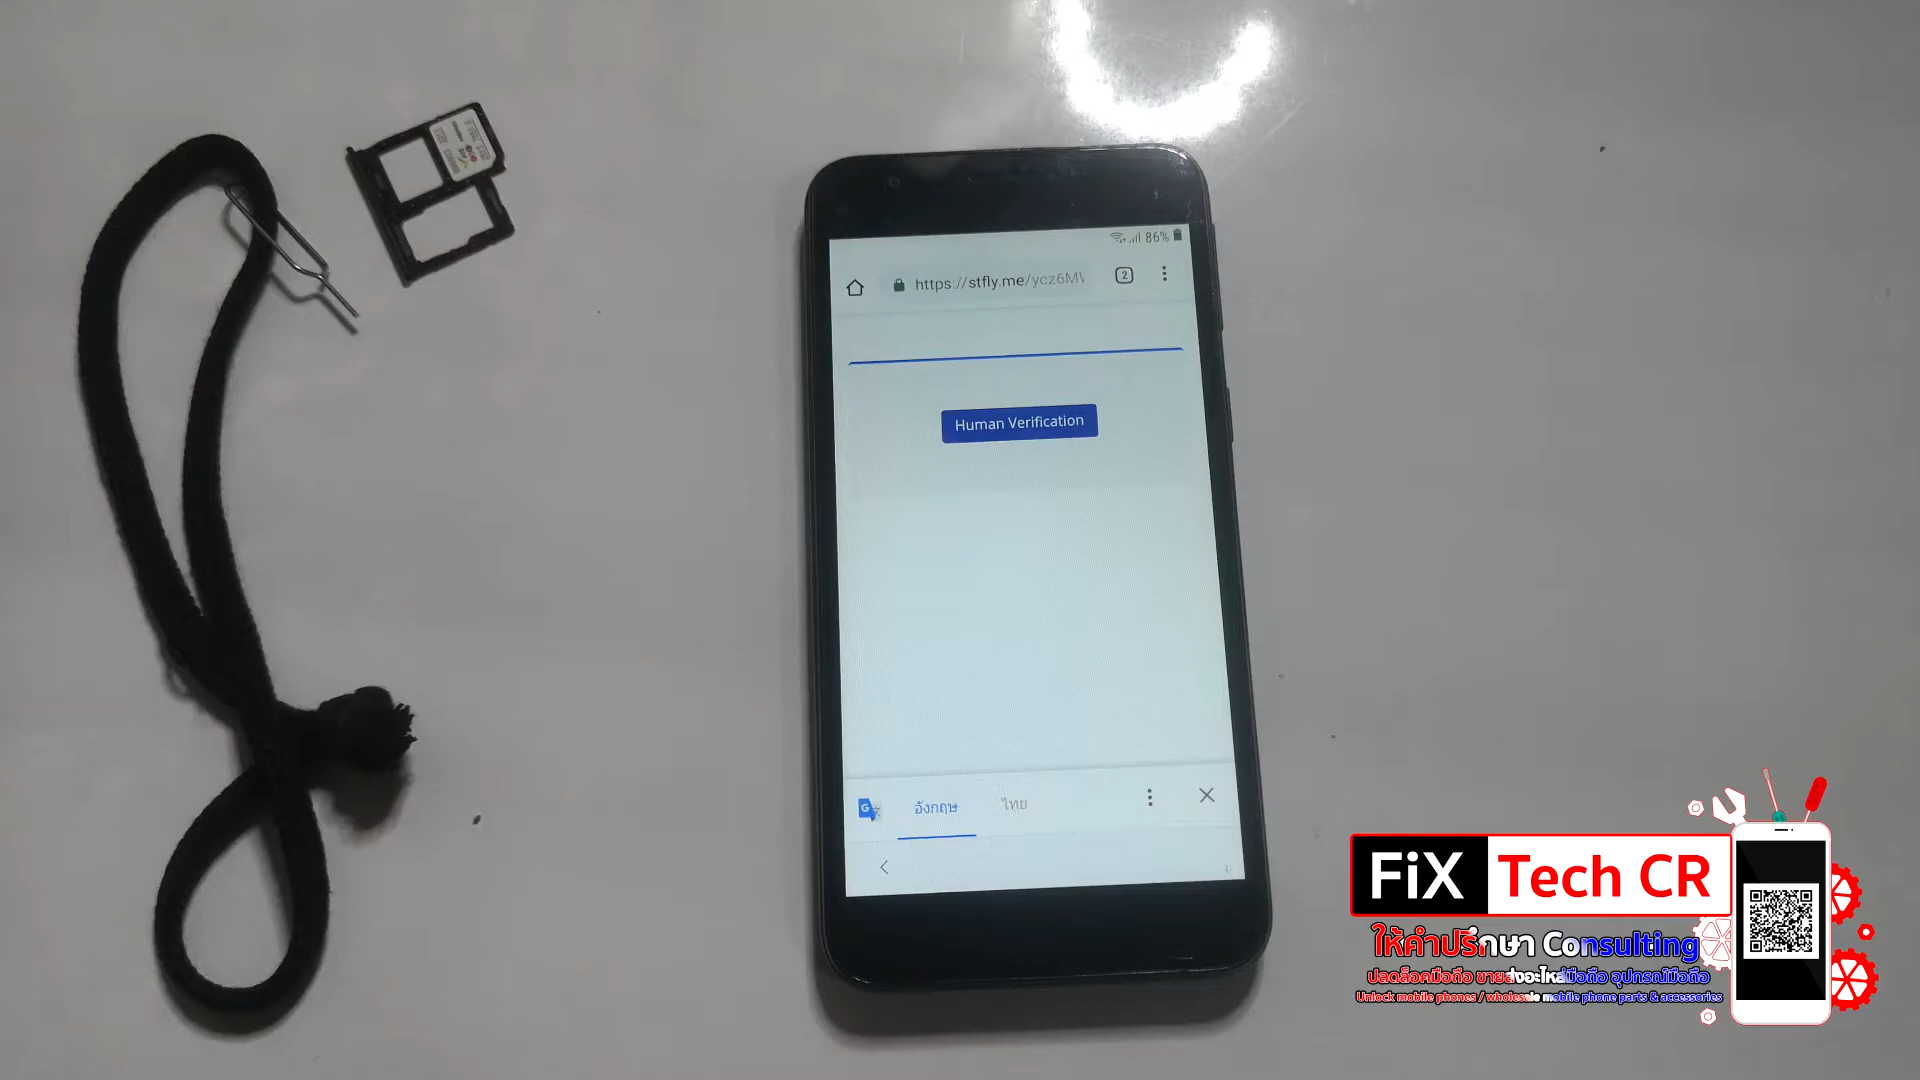 86%
https://stfly.me/ycz6M
2
Human Verification
อังกฤษ
ไทย
FiX Tech CR
ให้คำปรึกษา Consulting
ปลดล็อคมือถือ ขายส่งอะไหล่มือถือ อุปกรณ์มือถือ
Unlock mobile phones / wholesale mobile phone parts & accessories